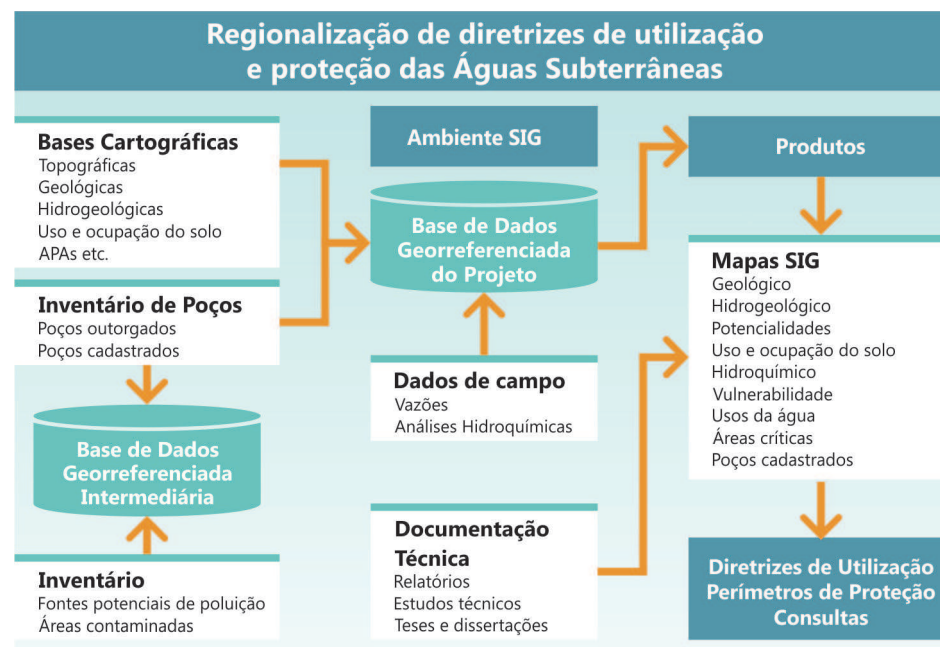 Regionalização de diretrizes de utilização
e proteção das Águas Subterrâneas
Bases Cartográficas
Topográficas
Geológicas
Hidrogeológicas
Uso e ocupação do solo
APAs etc.
Inventário de Poços
Poços outorgados
Poços cadastrados
Base de Dados
Georreferenciada
Intermediária
Inventário
Fontes potenciais de poluição
Áreas contaminadas
Ambiente SIG
Base de Dados
Georreferenciada
do Projeto
Dados de campo
Vazões
Análises Hidroquímicas
Documentação
Técnica
Relatórios
Estudos técnicos
Teses e dissertações
Produtos
Mapas SIG
Geológico
Hidrogeológico
Potencialidades
Uso e ocupação do solo
Hidroquímico
Vulnerabilidade
Usos da água
Áreas críticas
Poços cadastrados
Diretrizes de Utilização
Perímetros de Proteção
Consultas